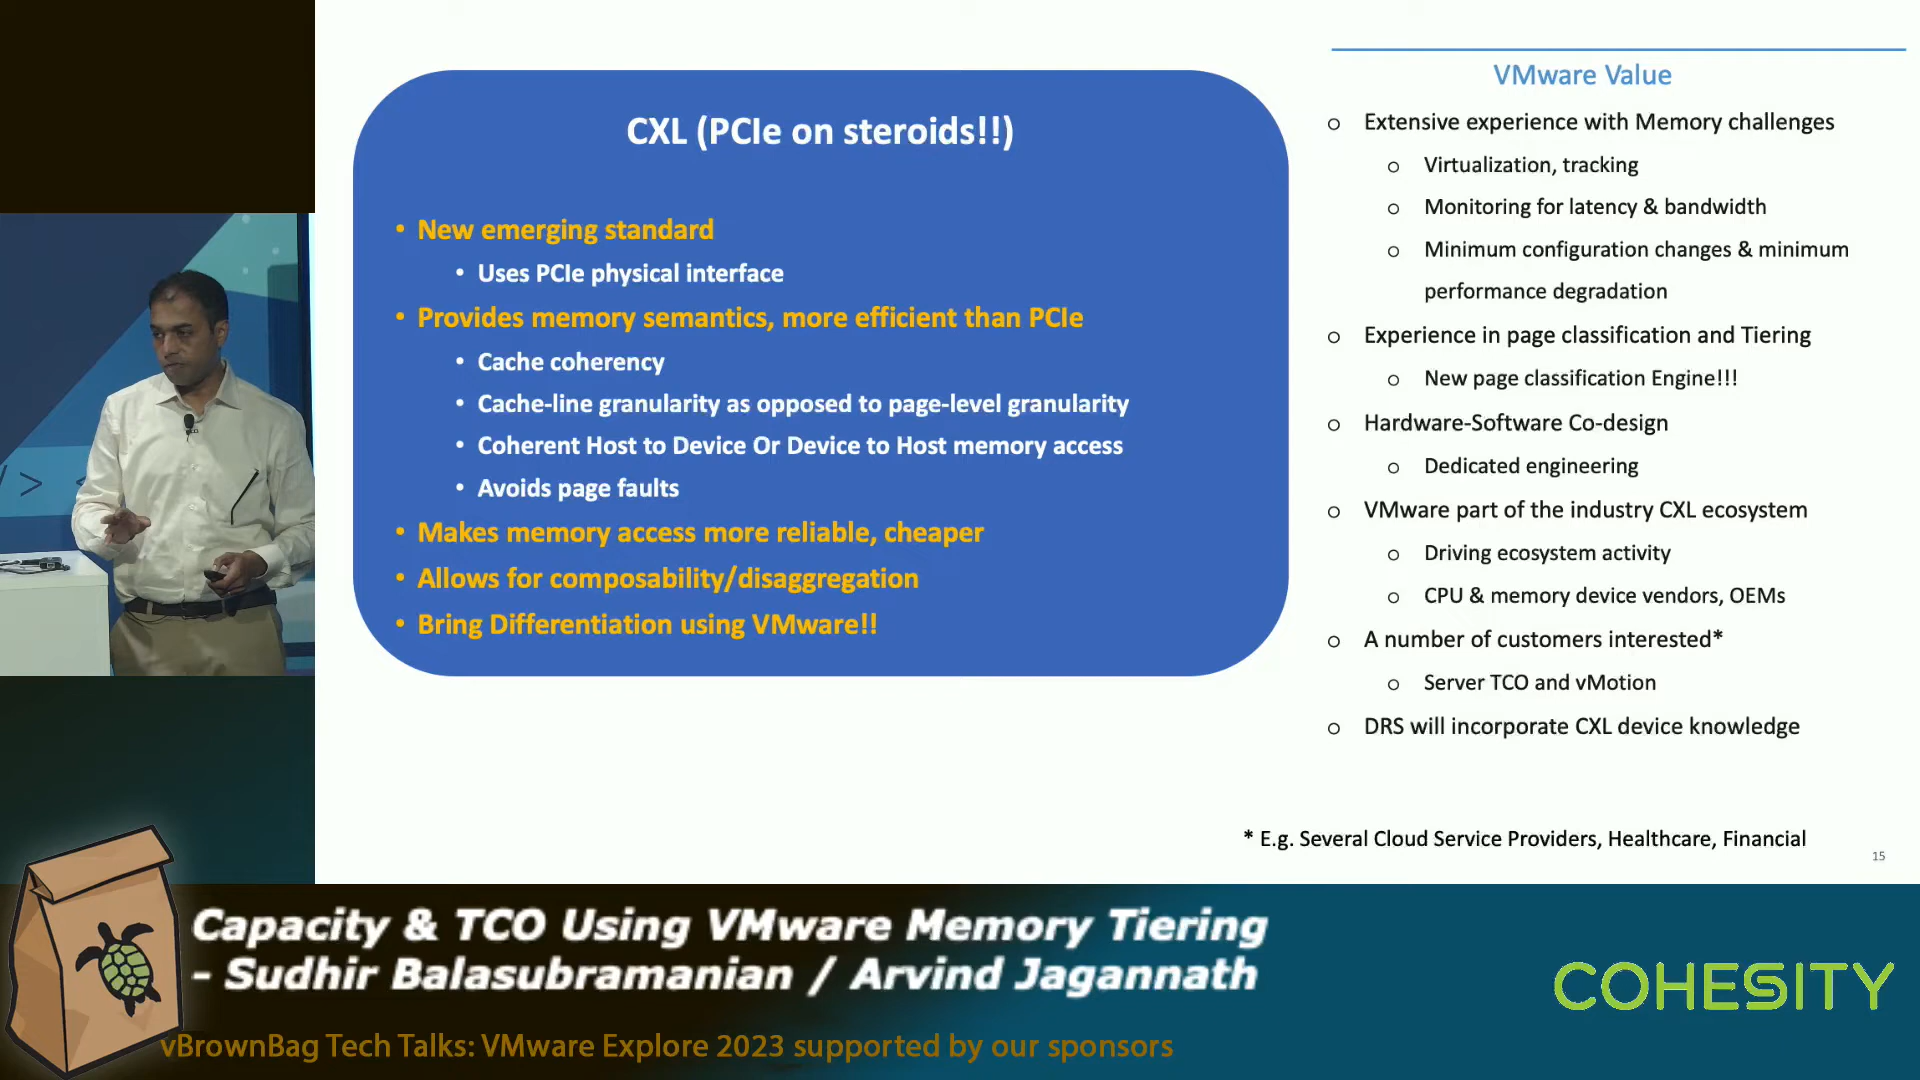 CXL (PCIe on steroids!!)
• New emerging standard
• Uses PCIe physical interface
• Provides memory semantics, more efficient than PCIe
• Cache coherency
• Cache-line granularity as opposed to page-level granularity
• Coherent Host to Device Or Device to Host memory access
• Avoids page faults
• Makes memory access more reliable, cheaper
• Allows for composability/disaggregation
• Bring Differentiation using VMware!!
VMware Value
o Extensive experience with Memory challenges
o Virtualization, tracking
o Monitoring for latency & bandwidth
o Minimum configuration changes & minimum
performance degradation
o Experience in page classification and Tiering
o New page classification Engine!!!
o Hardware-Software Co-design
o Dedicated engineering
o VMware part of the industry CXL ecosystem
o Driving ecosystem activity
o CPU & memory device vendors, OEMs
o A number of customers interested*
o Server TCO and vMotion
o DRS will incorporate CXL device knowledge
* E.g. Several Cloud Service Providers, Healthcare, Financial
15
Capacity & TCO Using VMware Memory Tiering
- Sudhir Balasubramanian / Arvind Jagannath
COHESITY
vBrownBag Tech Talks: VMware Explore 2023 supported by our sponsors